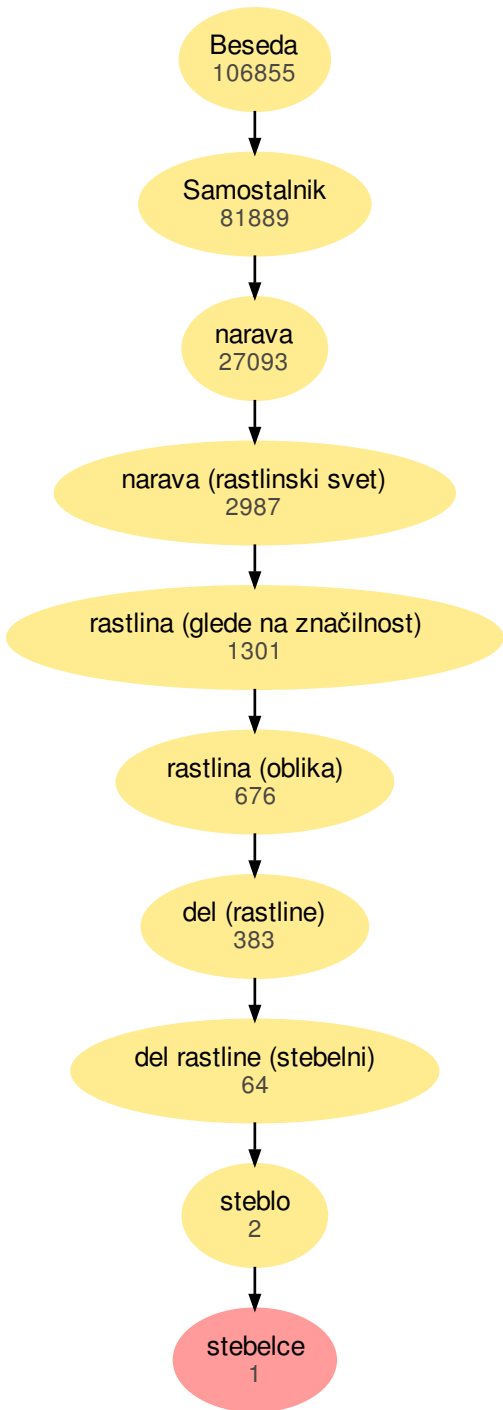 Beseda
106855
Samostalnik
81889
narava
27093
narava (rastlinski svet)
2987
rastlina (glede na značilnost)
1301
rastlina (oblika)
676
del (rastline)
383
del rastline (stebelni)
64
steblo
2
stebelce
1